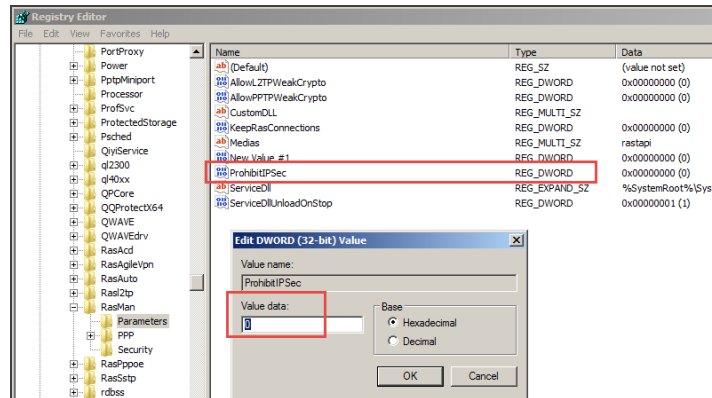 Registry Editor
File Edit View Favorites Help
PortProxy
Power
PptpMiniport
Processor
ProfSvc
ProtectedStorage
Psched
QiyiService
ql2300
ql40xx
QPCore
QQProtectX64
QWAVE
QWAVEdrv
RasAcd
RasAgileVpn
RasAuto
Rasl2tp
RasMan
Parameters
PPP
Security
RasPppoe
RasSstp
rdbss
Name Type Data
(Default) REG_SZ (value not set)
AllowL2TPWeakCrypto REG_DWORD 0x00000000 (0)
AllowPPTPWeakCrypto REG_DWORD 0x00000000 (0)
CustomDLL REG_MULTI_SZ
KeepRasConnections REG_DWORD 0x00000000 (0)
Medias REG_MULTI_SZ rastapi
New Value #1 REG_DWORD 0x00000000 (0)
ProhibitIPSec REG_DWORD 0x00000000 (0)
ServiceDll REG_EXPAND_SZ %SystemRoot%\Sys
ServiceDllUnloadOnStop REG_DWORD 0x00000001 (1)
Edit DWORD (32-bit) Value
Value name:
ProhibitIPSec
Value data:
0
Base
Hexadecimal
Decimal
OK Cancel